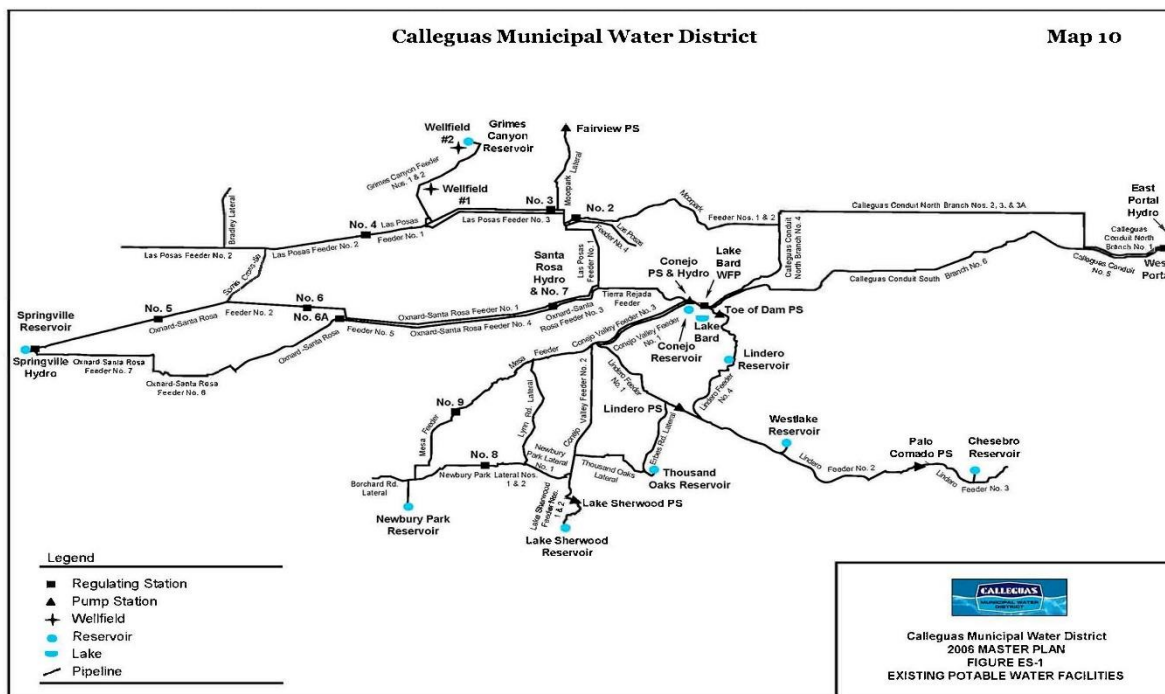 Calleguas Municipal Water District
Map 10
Wellfield
#2
Grimes
Canyon
Reservoir
Fairview PS
Grimes Canyon Feeder
Nos. 1 & 2
Wellfield
#1
Moorpark Lateral
Bradley Lateral
No. 4
Las Posas
Feeder No. 1
Las Posas Feeder No. 3
No. 3
No. 2
Las Posas
Feeder No. 4
Moorpark
Feeder Nos. 1 & 2
Calleguas Conduit North Branch Nos. 2, 3, & 3A
Calleguas Conduit
North Branch No. 4
East
Portal
Hydro
Calleguas
Conduit North
Branch No. 1
West
Portal
Calleguas Conduit
No. 5
Calleguas Conduit South
Branch No. 6
Las Posas Feeder No. 2
Las Posas Feeder No. 2
Somis
Las Posas
Feeder No. 1
Santa
Rosa Hydro
& No. 7
Conejo
PS & Hydro
Lake
Bard
WFP
Tierra Rejada
Feeder
Toe of Dam PS
Lake
Bard
Conejo
Reservoir
Lindero
Reservoir
Lindero Feeder
No. 4
No. 5
Oxnard-Santa Rosa
Feeder No. 2
No. 6
No. 6A
Oxnard-Santa Rosa Feeder No. 1
Oxnard-Santa Rosa Feeder No. 4
Oxnard-Santa
Rosa Feeder No. 3
Oxnard -Santa Rosa
Feeder No. 5
Springville
Reservoir
Springville
Hydro
Oxnard Santa Rosa
Feeder No. 7
Oxnard-Santa Rosa
Feeder No. 6
Mesa
Feeder
Conejo Valley Feeder No. 3
Conejo Valley Feeder
No. 1
Conejo Valley Feeder No. 2
Lindero Feeder
No. 1
Lindero PS
No. 9
Mesa Feeder
Lynn Rd. Lateral
Erbes Rd. Lateral
Westlake
Reservoir
Lindero
Feeder No. 2
Palo
Comado PS
Chesebro
Reservoir
Lindero
Feeder No. 3
No. 8
Newbury
Park Lateral
No. 1
Thousand Oaks
Lateral
Thousand
Oaks Reservoir
Borchard Rd.
Lateral
Newbury Park
Lateral Nos.
1 & 2
Newbury Park
Reservoir
Lake Sherwood
Feeder Nos.
1 & 2
Lake Sherwood PS
Lake Sherwood
Reservoir
Legend
Regulating Station
Pump Station
Wellfield
Reservoir
Lake
Pipeline
CALLEGUAS
MUNICIPAL WATER
DISTRICT
Calleguas Municipal Water District
2006 MASTER PLAN
FIGURE ES-1
EXISTING POTABLE WATER FACILITIES